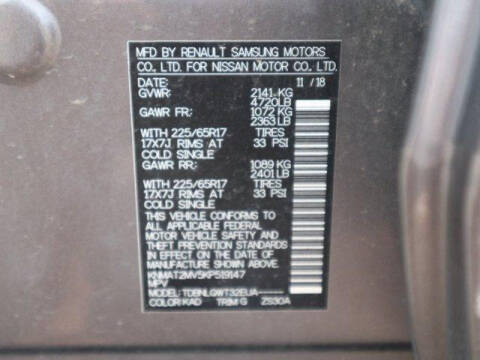 MFD BY RENAULT SAMSUNG MOTORS
CO. LTD. FOR NISSAN MOTOR CO. LTD.
DATE: 11 / 18
GVWR: 2141 KG
4720LB
GAWR FR: 1072 KG
2363 LB
WITH 225/65R17 TIRES
17X7J RIMS AT 33 PSI
COLD SINGLE
GAWR RR: 1089 KG
2401 LB
WITH 225/65R17 TIRES
17X7J RIMS AT 33 PSI
COLD SINGLE
THIS VEHICLE CONFORMS TO
ALL APPLICABLE FEDERAL
MOTOR VEHICLE SAFETY AND
THEFT PREVENTION STANDARDS
IN EFFECT ON THE DATE OF
MANUFACTURE SHOWN ABOVE.
KNMAT2MV5KP519147
MPV
MODEL: TDBNLGWT32EUA-----
COLOR KAD TRIM G ZS30A